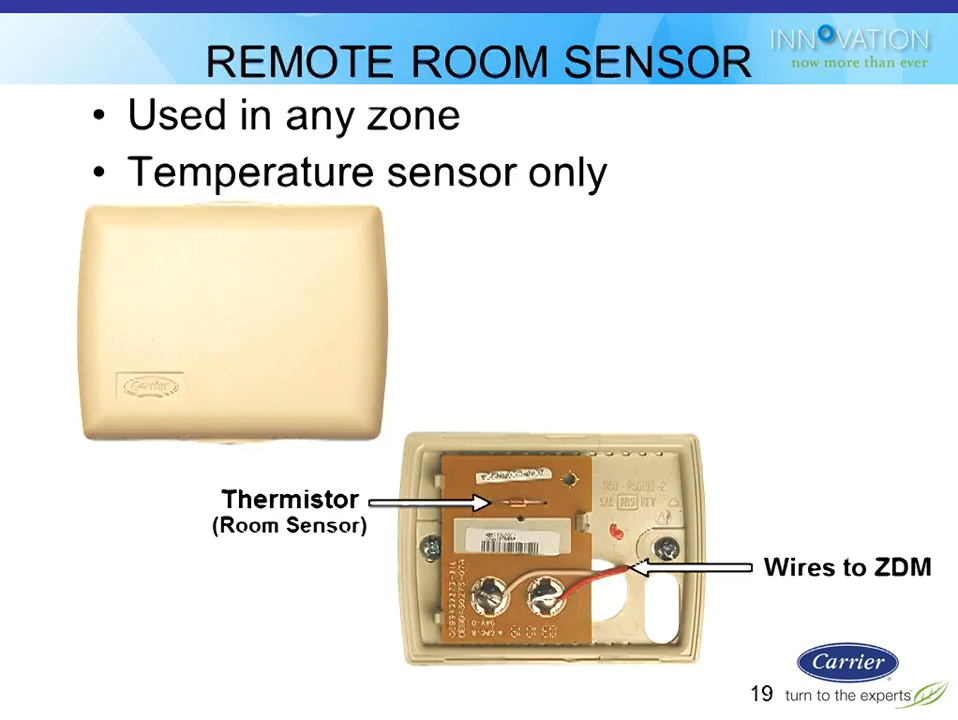 INNOVATION
now more than ever
REMOTE ROOM SENSOR
• Used in any zone
• Temperature sensor only
Carrier
Thermistor
(Room Sensor)
Wires to ZDM
Carrier
19 turn to the experts